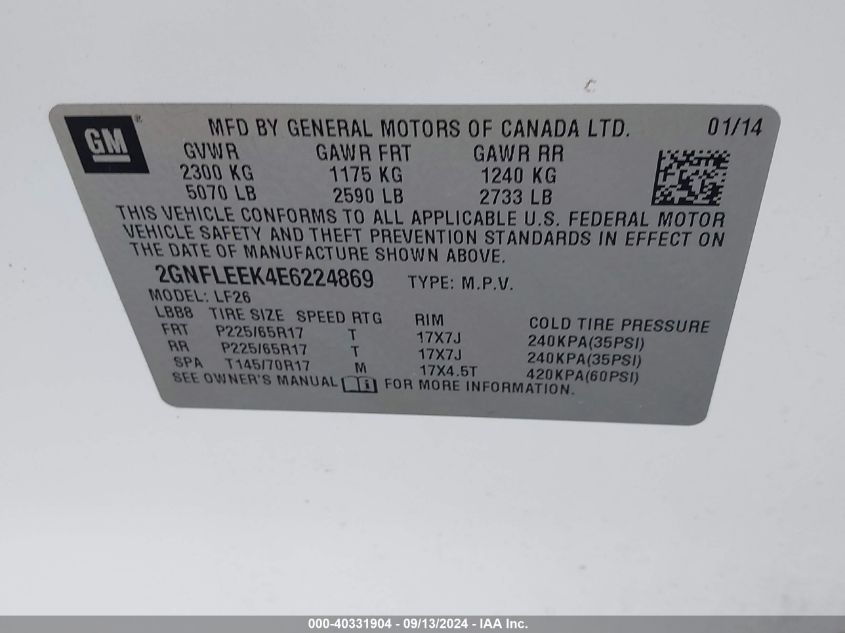 GM ® MFD BY GENERAL MOTORS OF CANADA LTD. 01/14
GVWR GAWR FRT GAWR RR
2300 KG 1175 KG 1240 KG
5070 LB 2590 LB 2733 LB
THIS VEHICLE CONFORMS TO ALL APPLICABLE U.S. FEDERAL MOTOR
VEHICLE SAFETY AND THEFT PREVENTION STANDARDS IN EFFECT ON
THE DATE OF MANUFACTURE SHOWN ABOVE.
2GNFLEEK4E6224869 TYPE: M.P.V.
MODEL: LF26
LBB8 TIRE SIZE SPEED RTG RIM COLD TIRE PRESSURE
FRT P225/65R17 T 17X7J 240KPA(35PSI)
RR P225/65R17 T 17X7J 240KPA(35PSI)
SPA T145/70R17 M 17X4.5T 420KPA(60PSI)
SEE OWNER'S MANUAL FOR MORE INFORMATION.
000-40331904 - 09/13/2024 - IAA Inc.